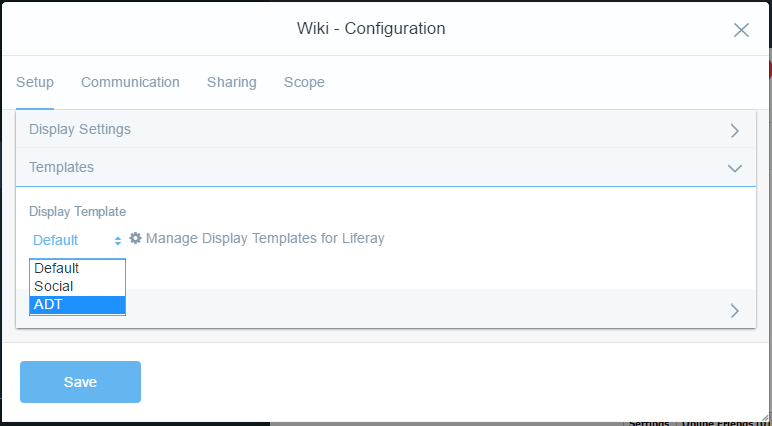 Wiki - Configuration
Setup Communication Sharing Scope
Display Settings
Templates
Display Template
Default Manage Display Templates for Liferay
Default
Social
ADT
Save
Settings Online Friends (0)